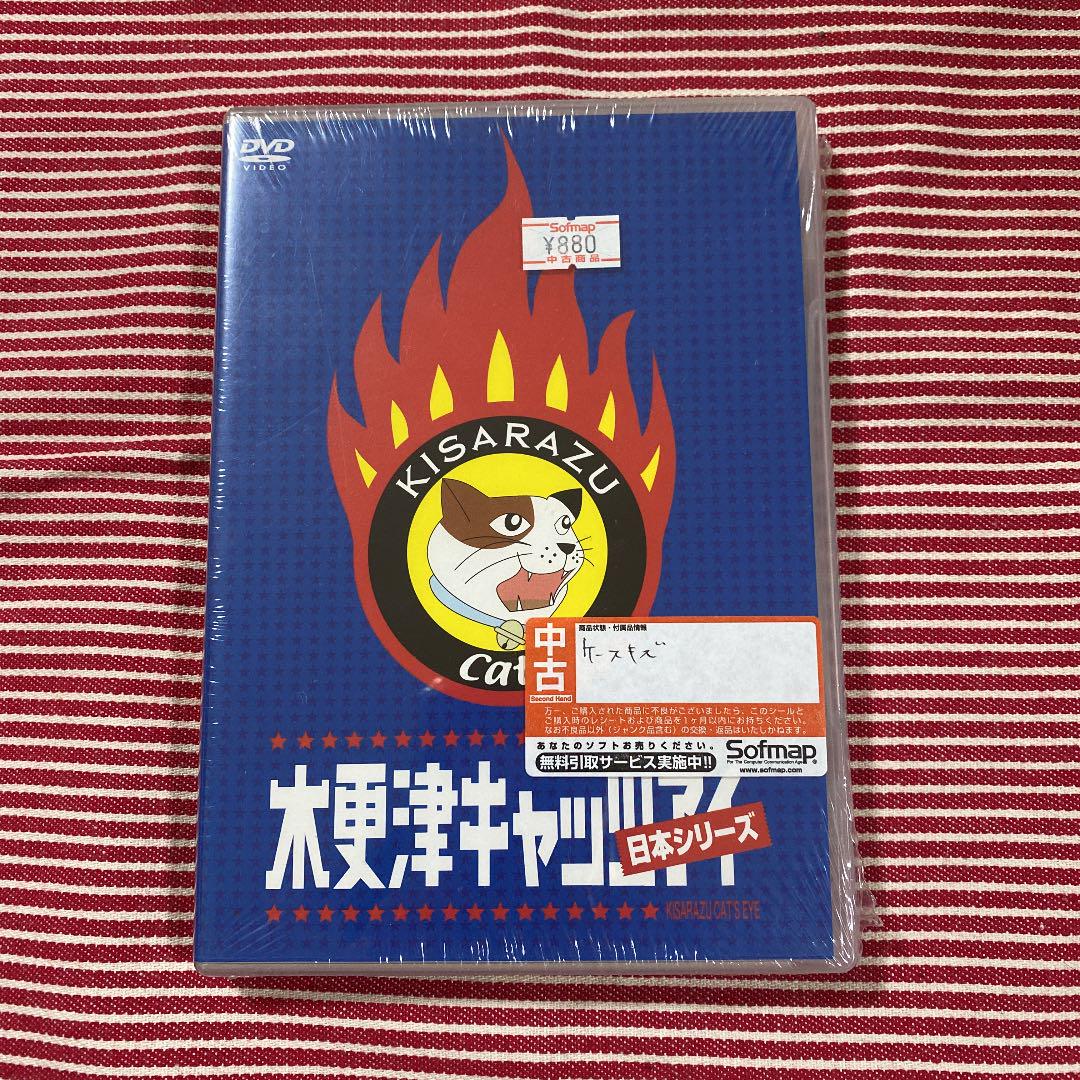 DVD
VIDEO
Sofmap
¥880
中古商品
KISARAZU
Cat
中古
Second Hand
商品状態・付属品情報
ケースキズ
万一、ご購入された商品に不良がございましたら、このシールと
ご購入時のレシートおよび商品を1ヶ月以内にお持ちください。
なお不良品以外(ジャンク品含む)の交換・返品はいたしかねます。
あなたのソフトお売りください。
無料引取サービス実施中!!
Sofmap
For The Computer Communication Age
www.sofmap.com
木更津キャッツアイ
日本シリーズ
KISARAZU CAT'S EYE